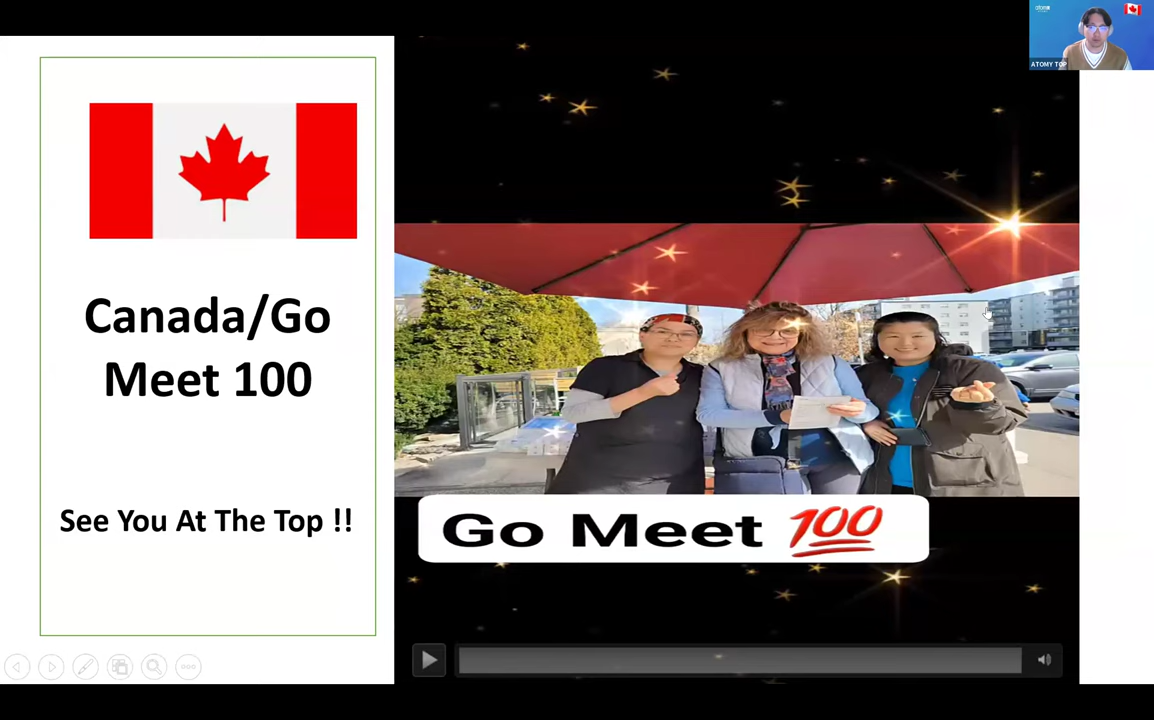 Canada/Go
Meet 100
See You At The Top !!
Go Meet 100
ATOMY TOP